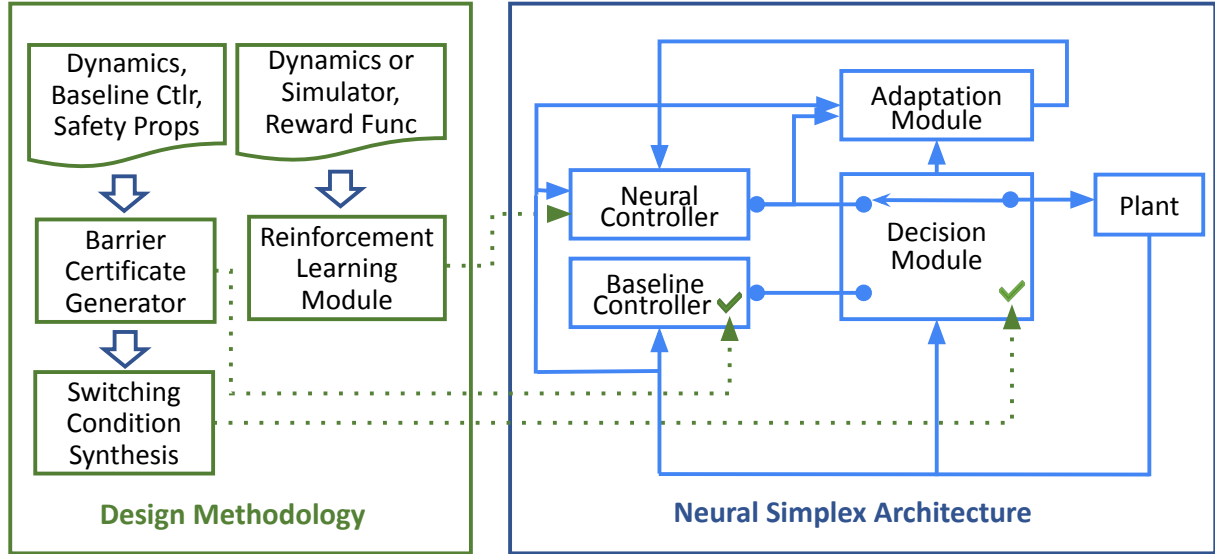 Dynamics,
Baseline Ctlr,
Safety Props
Dynamics or
Simulator,
Reward Func
Barrier
Certificate
Generator
Reinforcement
Learning
Module
Switching
Condition
Synthesis
Design Methodology
Adaptation
Module
Neural
Controller
Baseline
Controller
Decision
Module
Plant
Neural Simplex Architecture